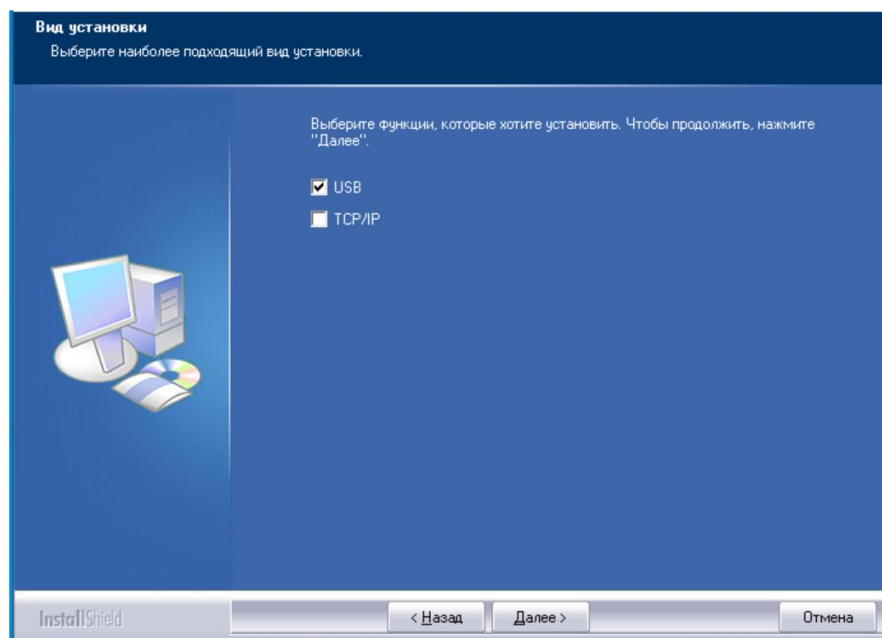 Вид установки
Выберите наиболее подходящий вид установки.
Выберите функции, которые хотите установить. Чтобы продолжить, нажмите
"Далее".
USB
TCP/IP
InstallShield
< Назад
Далее >
Отмена